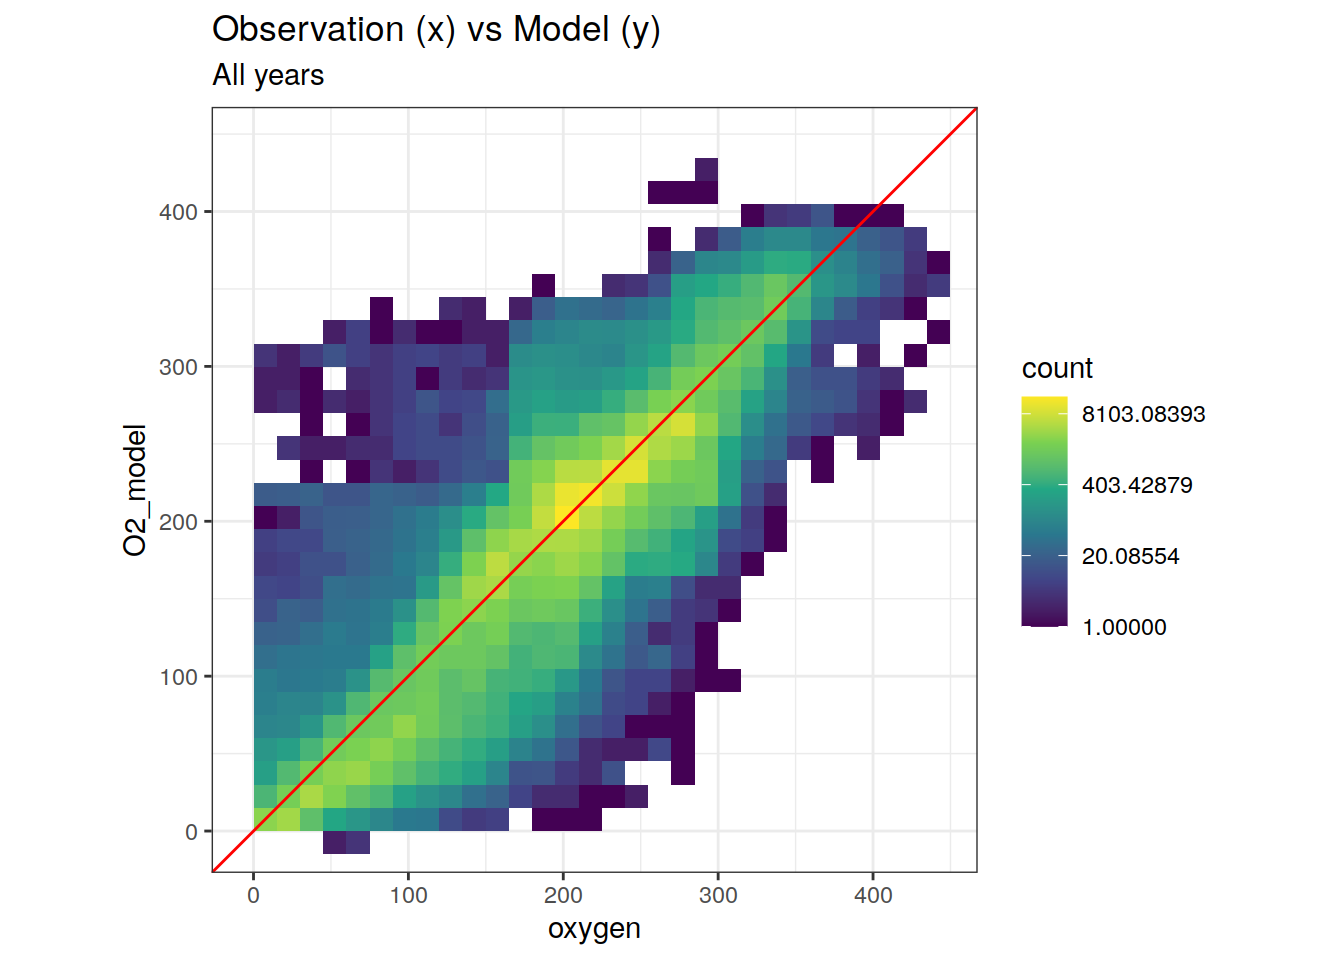 Observation (x) vs Model (y)
All years
O2_model
400
300
200
100
0
0 100 200 300 400
oxygen
count
8103.08393
403.42879
20.08554
1.00000